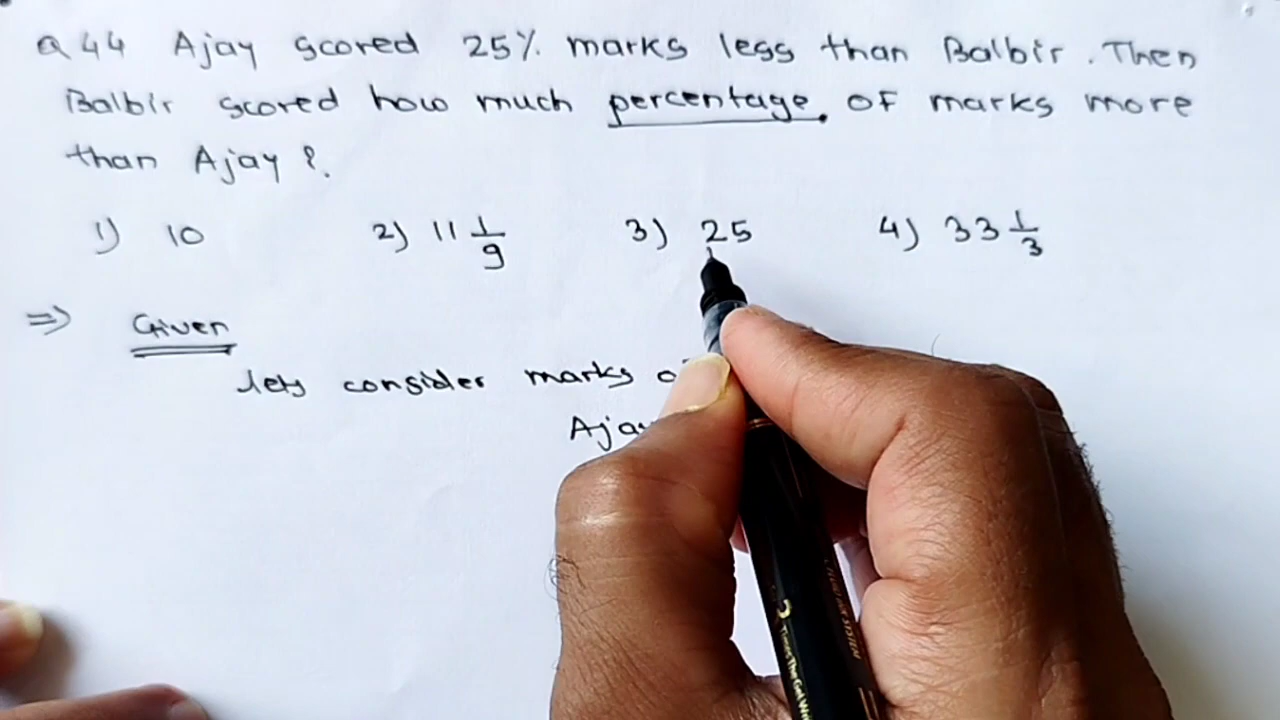 Q44 Ajay scored 25% marks less than Balbir. Then
Balbir scored how much percentage. of marks more
than Ajay?
1) 10 2) 11 1/9 3) 25 4) 33 1/3
⇒ Given
lets consider marks